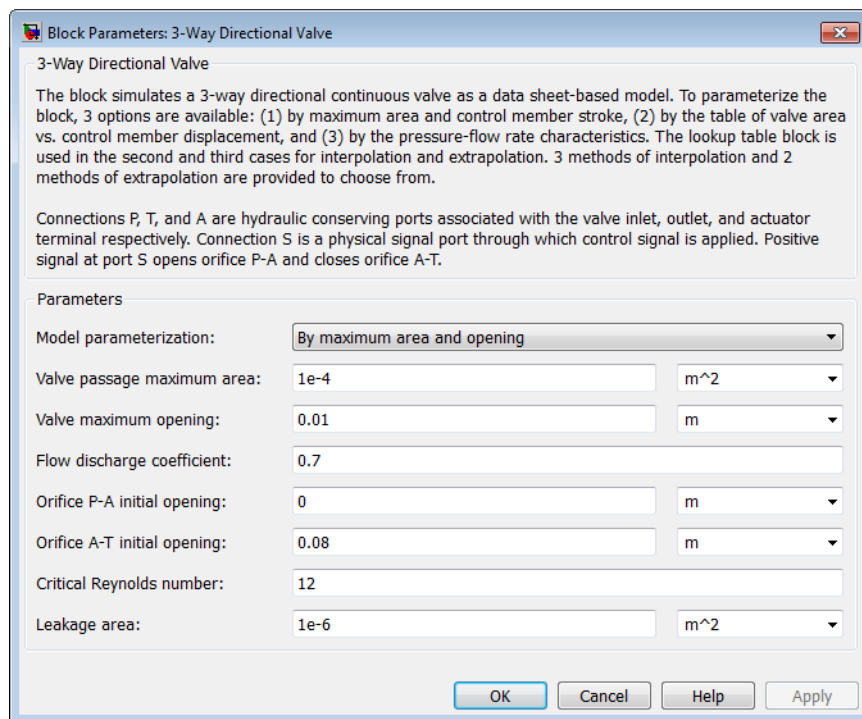 Block Parameters: 3-Way Directional Valve
3-Way Directional Valve
The block simulates a 3-way directional continuous valve as a data sheet-based model. To parameterize the
block, 3 options are available: (1) by maximum area and control member stroke, (2) by the table of valve area
vs. control member displacement, and (3) by the pressure-flow rate characteristics. The lookup table block is
used in the second and third cases for interpolation and extrapolation. 3 methods of interpolation and 2
methods of extrapolation are provided to choose from.
Connections P, T, and A are hydraulic conserving ports associated with the valve inlet, outlet, and actuator
terminal respectively. Connection S is a physical signal port through which control signal is applied. Positive
signal at port S opens orifice P-A and closes orifice A-T.
Parameters
Model parameterization: By maximum area and opening
Valve passage maximum area: 1e-4 m^2
Valve maximum opening: 0.01 m
Flow discharge coefficient: 0.7
Orifice P-A initial opening: 0 m
Orifice A-T initial opening: 0.08 m
Critical Reynolds number: 12
Leakage area: 1e-6 m^2
OK Cancel Help Apply